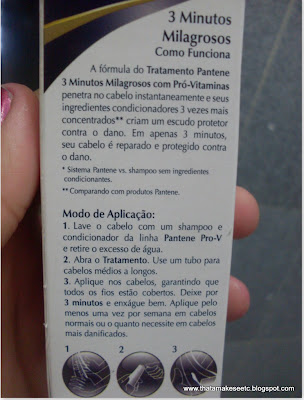 3 Minutos
Milagrosos
Como Funciona
A fórmula do Tratamento Pantene
3 Minutos Milagrosos com Pró-Vitaminas
penetra no cabelo instantaneamente e seus
ingredientes condicionadores 3 vezes mais
concentrados** criam um escudo protetor
contra o dano. Em apenas 3 minutos,
seu cabelo é reparado e protegido contra
o dano.
* Sistema Pantene vs. shampoo sem ingredientes
condicionantes.
** Comparando com produtos Pantene.
Modo de Aplicação:
1. Lave o cabelo com um shampoo e
condicionador da linha Pantene Pro-V
e retire o excesso de água.
2. Abra o Tratamento. Use um tubo para
cabelos médios a longos.
3. Aplique nos cabelos, garantindo que
todos os fios estão cobertos. Deixe por
3 minutos e enxágue bem. Aplique pelo
menos uma vez por semana em cabelos
normais ou o quanto necessite em cabelos
mais danificados.
1 2 3
www.thatamakeseetc.blogspot.com